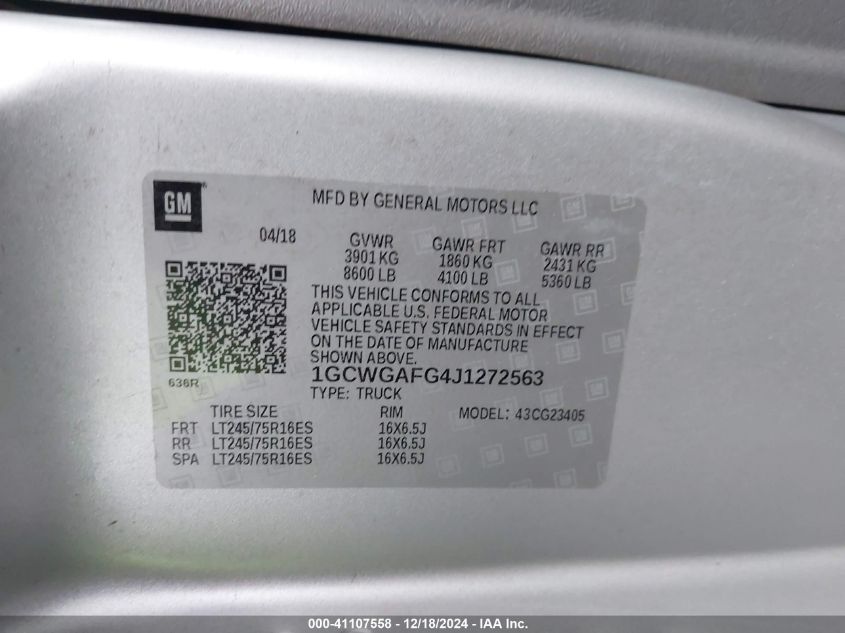 GM
MFD BY GENERAL MOTORS LLC
04/18
GVWR GAWR FRT GAWR RR
3901 KG 1860 KG 2431 KG
8600 LB 4100 LB 5360 LB
THIS VEHICLE CONFORMS TO ALL
APPLICABLE U.S. FEDERAL MOTOR
VEHICLE SAFETY STANDARDS IN EFFECT
ON THE DATE OF MANUFACTURE
SHOWN ABOVE.
636R
1GCWGAFG4J1272563
TYPE: TRUCK
TIRE SIZE RIM MODEL: 43CG23405
FRT LT245/75R16ES 16X6.5J
RR LT245/75R16ES 16X6.5J
SPA LT245/75R16ES 16X6.5J
000-41107558 - 12/18/2024 - IAA Inc.